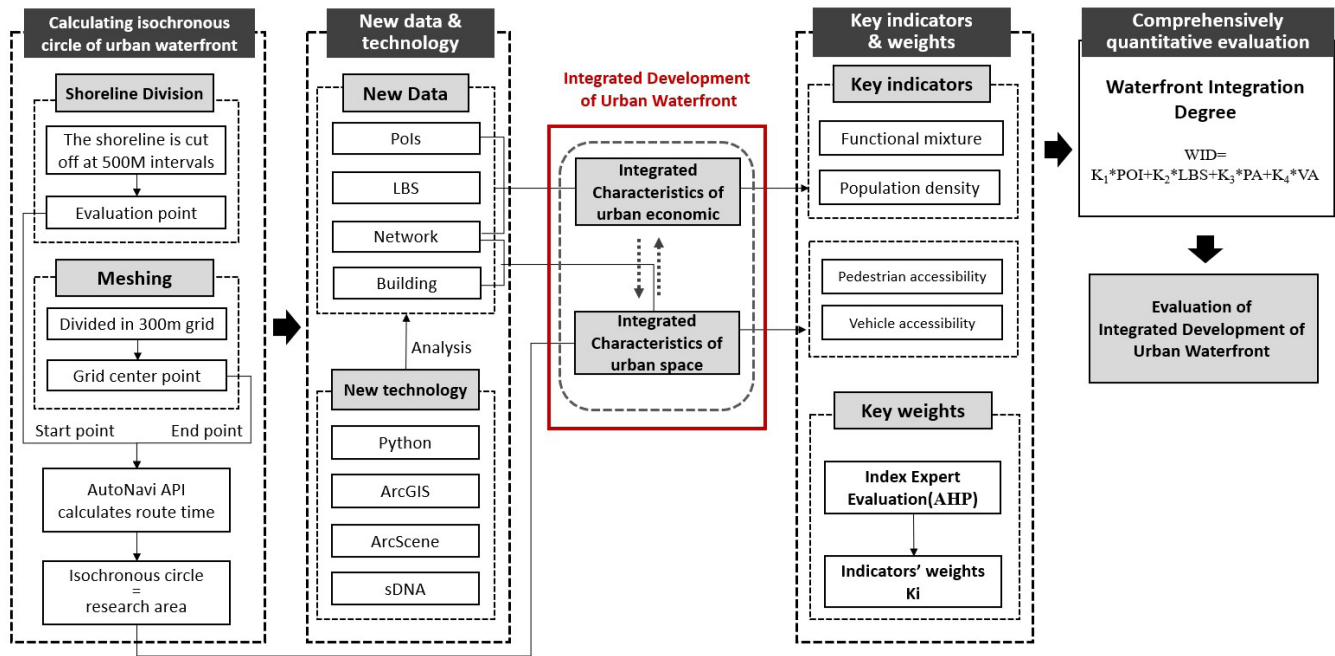 Calculating isochronous
circle of urban waterfront
Shoreline Division
The shoreline is cut
off at 500M intervals
Evaluation point
Meshing
Divided in 300m grid
Grid center point
Start point
End point
AutoNavi API
calculates route time
Isochronous circle
=
research area
New data &
technology
New Data
PoIs
LBS
Network
Building
Analysis
New technology
Python
ArcGIS
ArcScene
sDNA
Integrated Development
of Urban Waterfront
Integrated
Characteristics of
urban economic
Integrated
Characteristics of
urban space
Key indicators
& weights
Key indicators
Functional mixture
Population density
Pedestrian accessibility
Vehicle accessibility
Key weights
Index Expert
Evaluation(AHP)
Indicators' weights
Ki
Comprehensively
quantitative evaluation
Waterfront Integration
Degree
WID=
K₁*POI+K₂*LBS+K₃*PA+K₄*VA
Evaluation of
Integrated Development of
Urban Waterfront